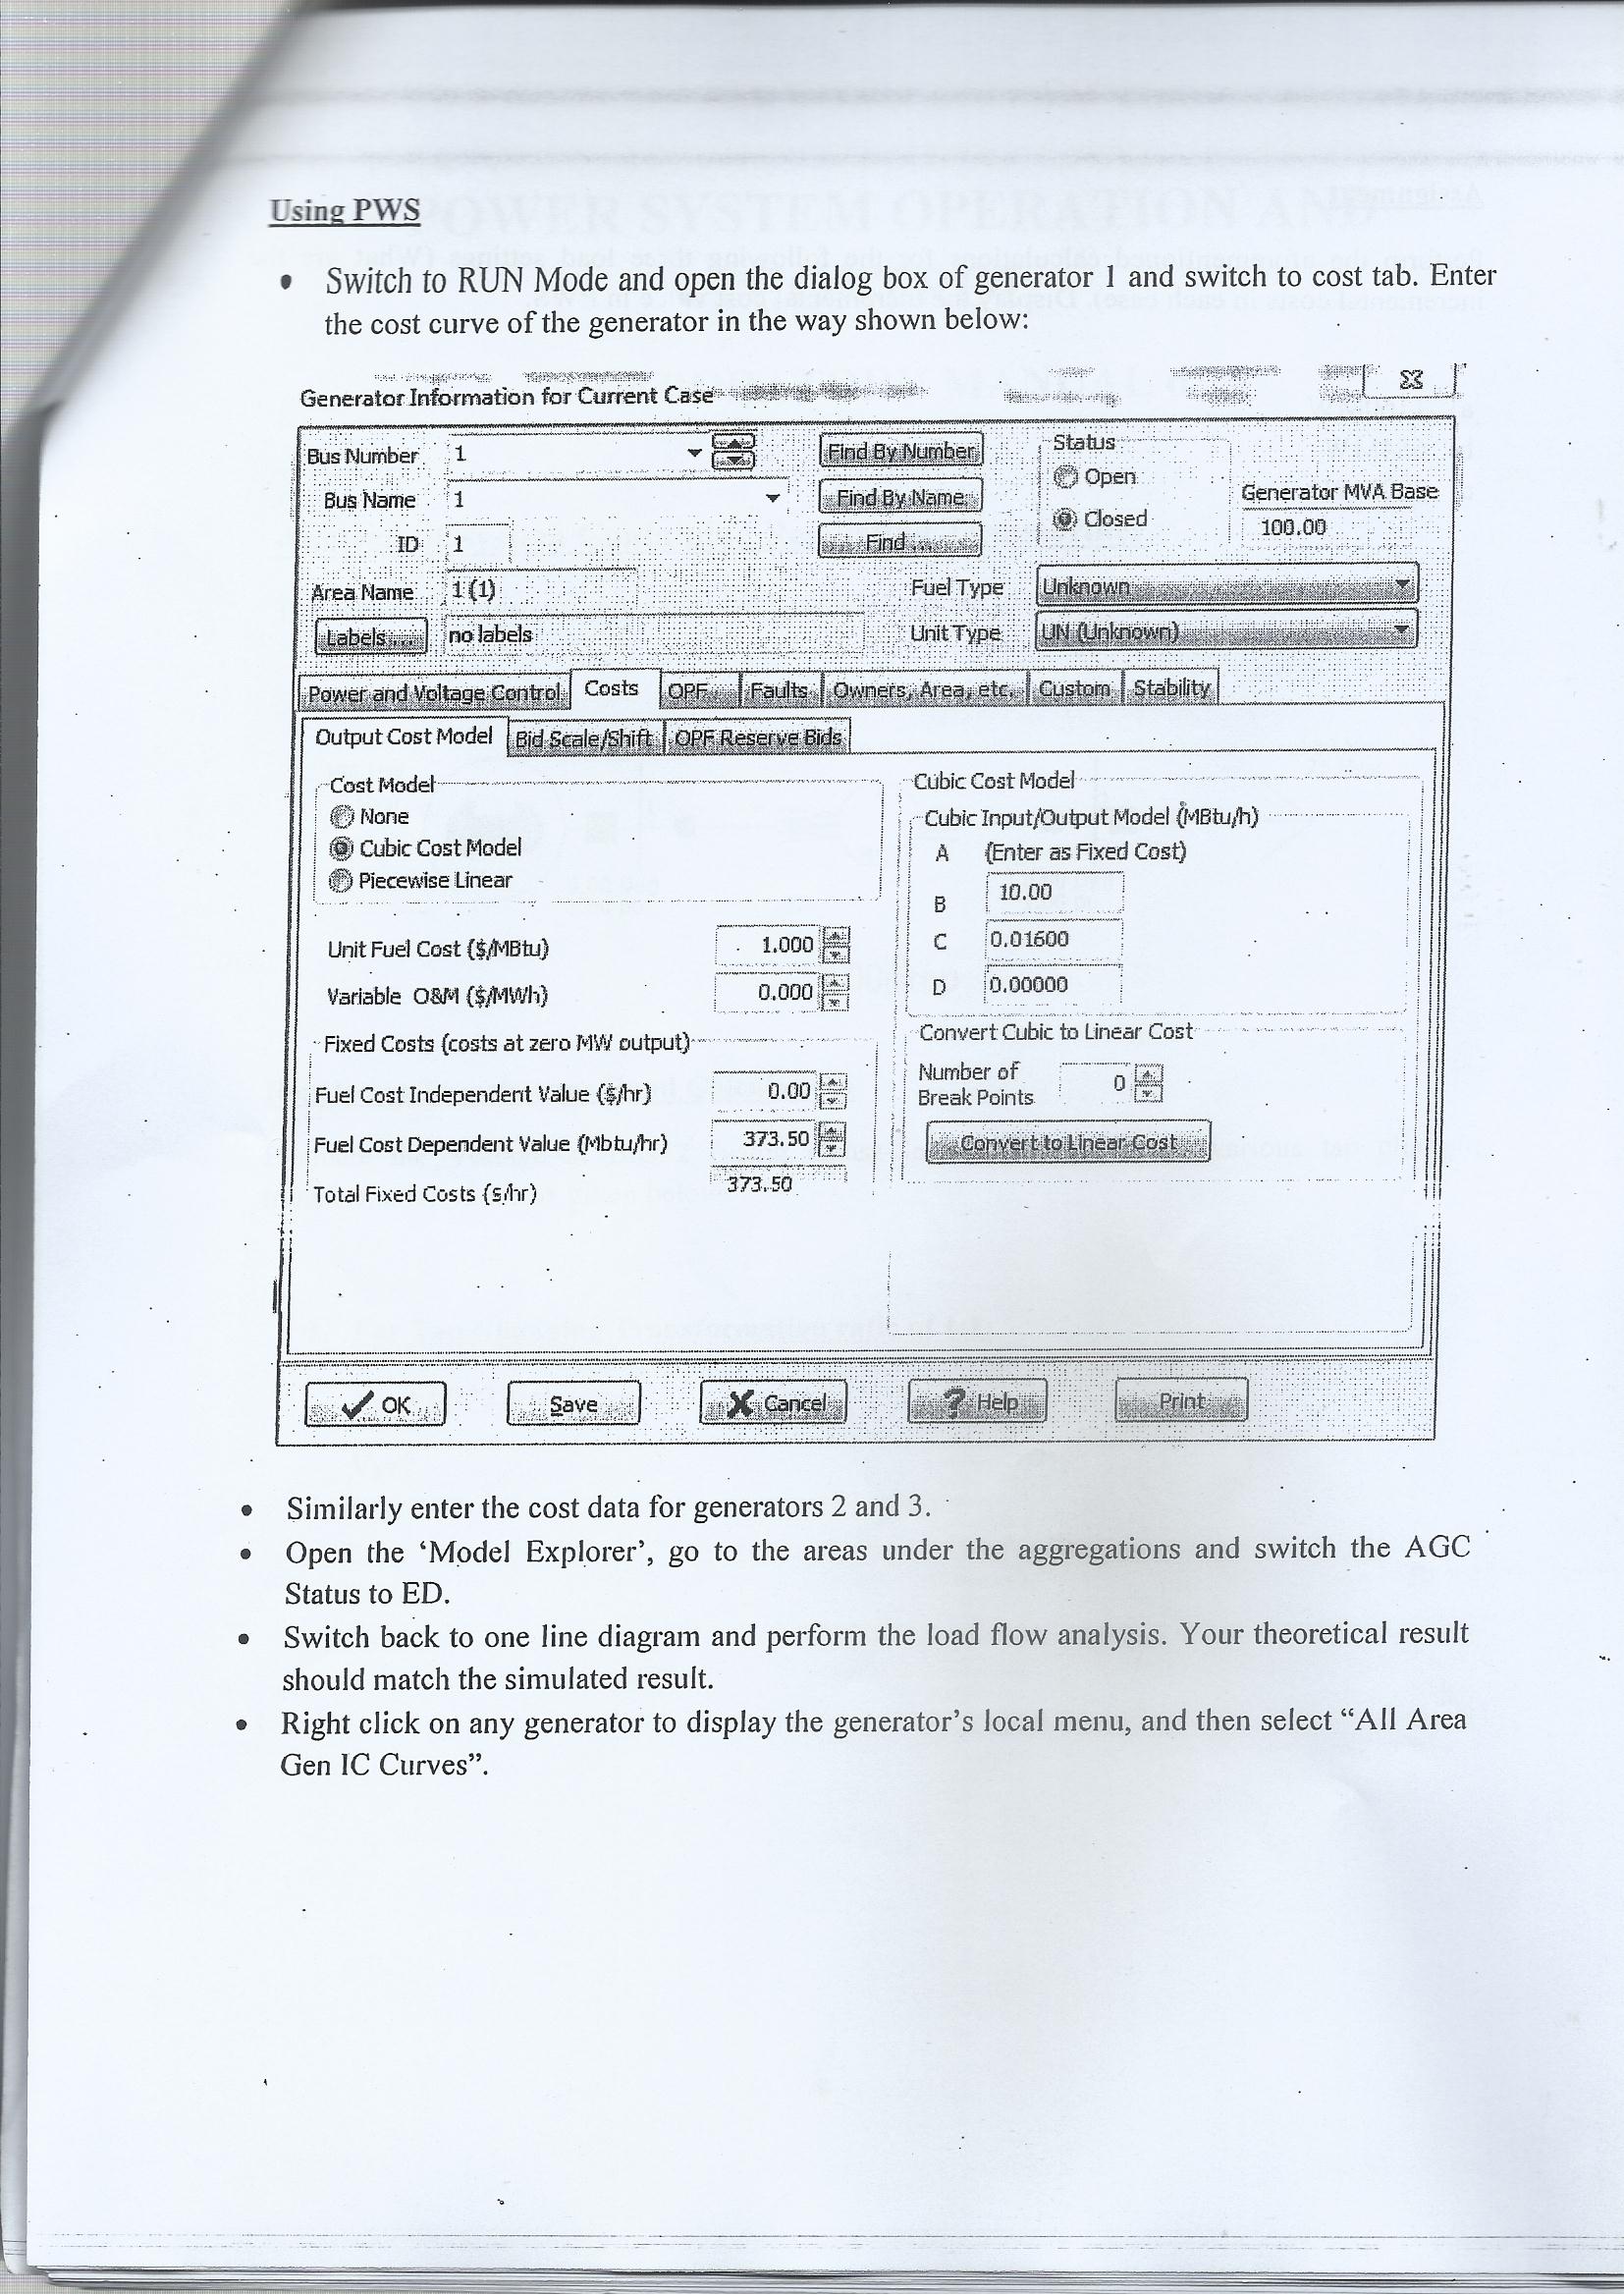 Using PWS
• Switch to RUN Mode and open the dialog box of generator 1 and switch to cost tab. Enter
the cost curve of the generator in the way shown below:
Generator Information for Current Case
Bus Number 1 Find By Number Status
Bus Name 1 Find By Name Open Generator MVA Base
ID 1 Find ... Closed 100.00
Area Name 1 (1) Fuel Type Unknown
Labels ... no labels Unit Type UN (Unknown)
Power and Voltage Control Costs OPF Faults Owners, Area, etc. Custom Stability
Output Cost Model Bid Scale/Shift OPF Reserve Bids
Cost Model
None
Cubic Cost Model
Piecewise Linear
Unit Fuel Cost ($/MBtu) 1.000
Variable O&M ($/MWh) 0.000
Fixed Costs (costs at zero MW output)
Fuel Cost Independent Value ($/hr) 0.00
Fuel Cost Dependent Value (Mbtu/hr) 373.50
Total Fixed Costs ($/hr) 373.50
Cubic Cost Model
Cubic Input/Output Model (MBtu/h)
A (Enter as Fixed Cost)
B 10.00
C 0.01600
D 0.00000
Convert Cubic to Linear Cost
Number of
Break Points 0
Convert to Linear Cost
OK Save Cancel Help Print
• Similarly enter the cost data for generators 2 and 3.
• Open the ‘Model Explorer’, go to the areas under the aggregations and switch the AGC
Status to ED.
• Switch back to one line diagram and perform the load flow analysis. Your theoretical result
should match the simulated result.
• Right click on any generator to display the generator’s local menu, and then select “All Area
Gen IC Curves”.